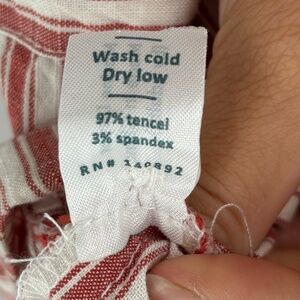 Wash cold
Dry low
97% tencel
3% spandex
RN#